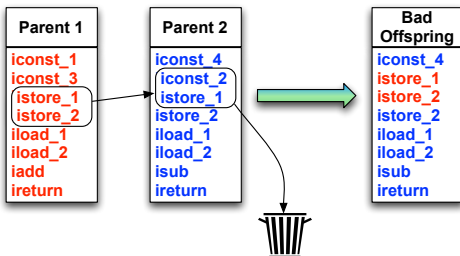 Parent 1
iconst_1
iconst_3
istore_1
istore_2
iload_1
iload_2
iadd
ireturn
Parent 2
iconst_4
iconst_2
istore_1
istore_2
iload_1
iload_2
isub
ireturn
Bad
Offspring
iconst_4
istore_1
istore_2
istore_2
iload_1
iload_2
isub
ireturn